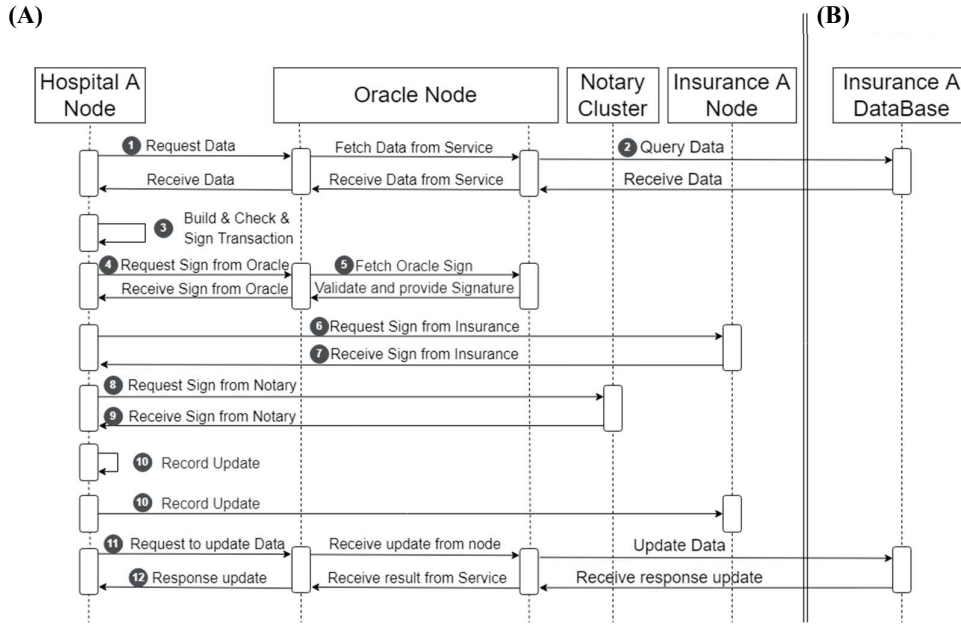 (A)
(B)
Hospital A
Node
Oracle Node
Notary
Cluster
Insurance A
Node
Insurance A
DataBase
1 Request Data
Fetch Data from Service
2 Query Data
Receive Data
Receive Data from Service
Receive Data
3 Build & Check &
Sign Transaction
4 Request Sign from Oracle
5 Fetch Oracle Sign
Receive Sign from Oracle
Validate and provide Signature
6 Request Sign from Insurance
7 Receive Sign from Insurance
8 Request Sign from Notary
9 Receive Sign from Notary
10 Record Update
10 Record Update
11 Request to update Data
Receive update from node
Update Data
12 Response update
Receive result from Service
Receive response update